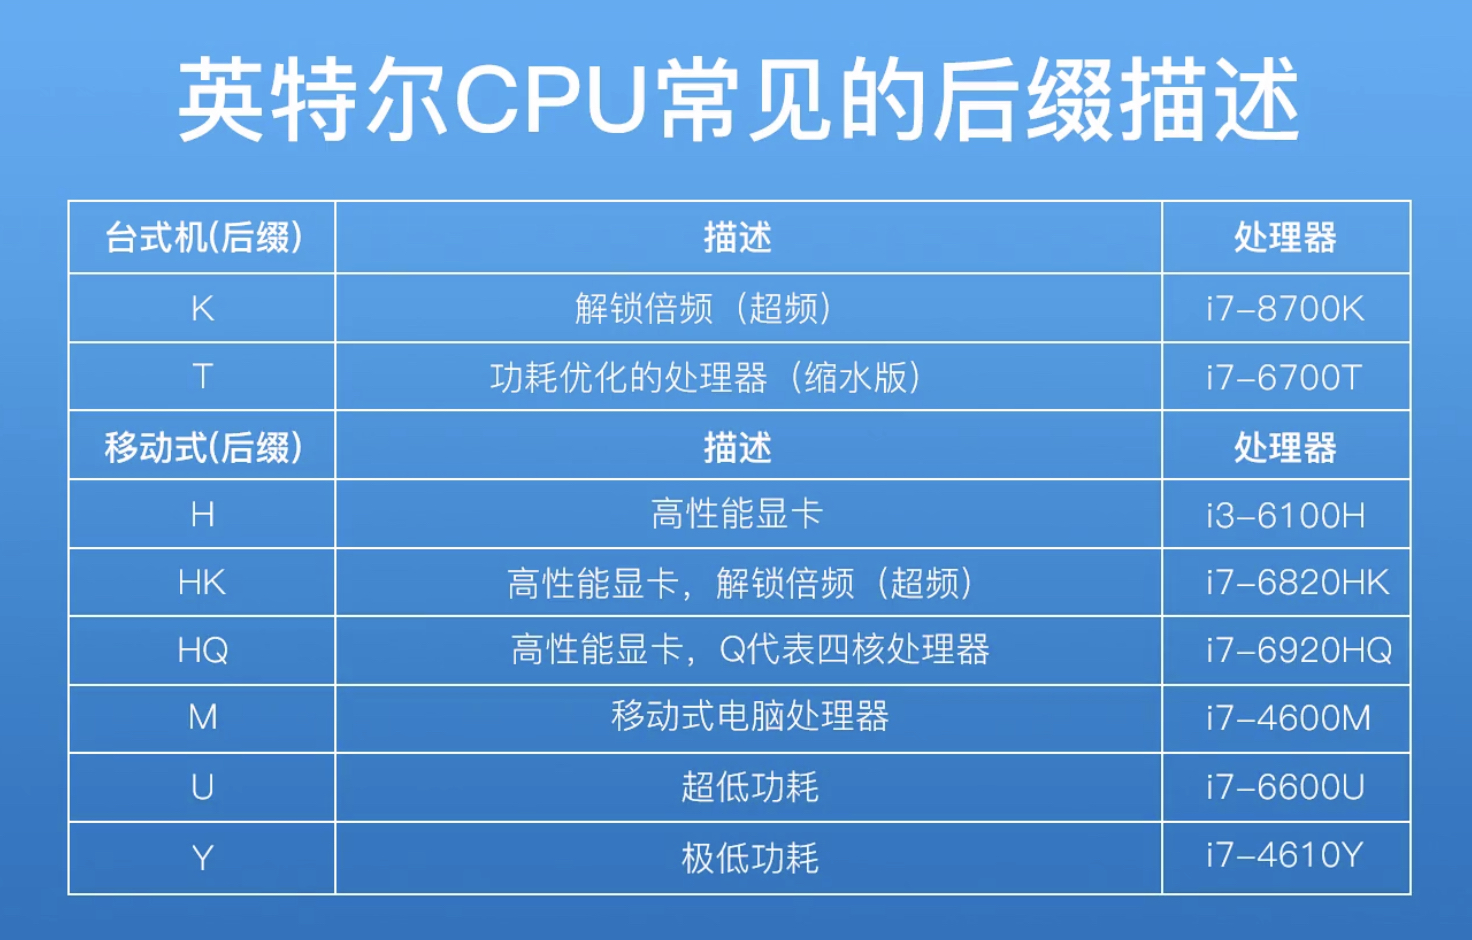 英特尔CPU常见的后缀描述
台式机(后缀) 描述 处理器
K 解锁倍频（超频） i7-8700K
T 功耗优化的处理器（缩水版） i7-6700T
移动式(后缀) 描述 处理器
H 高性能显卡 i3-6100H
HK 高性能显卡，解锁倍频（超频） i7-6820HK
HQ 高性能显卡，Q代表四核处理器 i7-6920HQ
M 移动式电脑处理器 i7-4600M
U 超低功耗 i7-6600U
Y 极低功耗 i7-4610Y